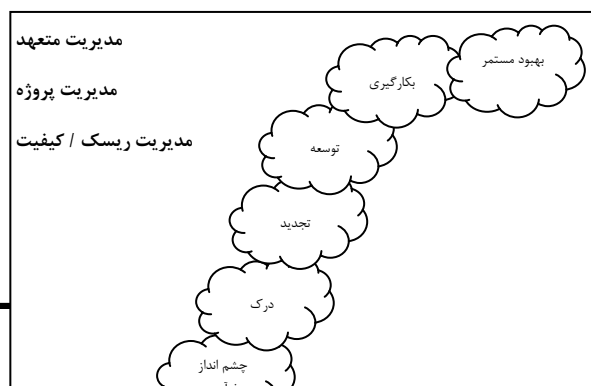 مدیریت متعهد
بهبود مستمر
بکارگیری
مدیریت پروژه
مدیریت ریسک / کیفیت
توسعه
تجدید
درک
چشم انداز